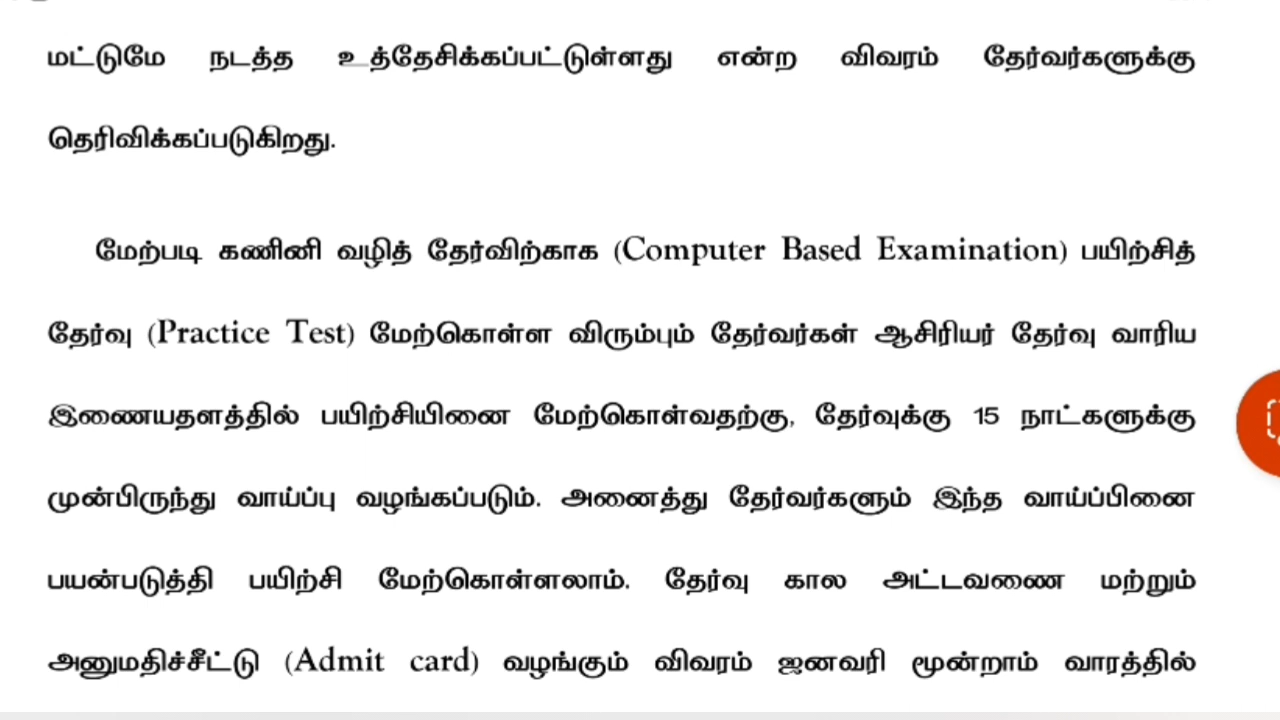 மட்டுமே நடத்த உத்தேசிக்கப்பட்டுள்ளது என்ற விவரம் தேர்வர்களுக்கு
தெரிவிக்கப்படுகிறது.
மேற்படி கணினி வழித் தேர்விற்காக (Computer Based Examination) பயிற்சித்
தேர்வு (Practice Test) மேற்கொள்ள விரும்பும் தேர்வர்கள் ஆசிரியர் தேர்வு வாரிய
இணையதளத்தில் பயிற்சியினை மேற்கொள்வதற்கு, தேர்வுக்கு 15 நாட்களுக்கு
முன்பிருந்து வாய்ப்பு வழங்கப்படும். அனைத்து தேர்வர்களும் இந்த வாய்ப்பினை
பயன்படுத்தி பயிற்சி மேற்கொள்ளலாம். தேர்வு கால அட்டவணை மற்றும்
அனுமதிச்சீட்டு (Admit card) வழங்கும் விவரம் ஜனவரி மூன்றாம் வாரத்தில்